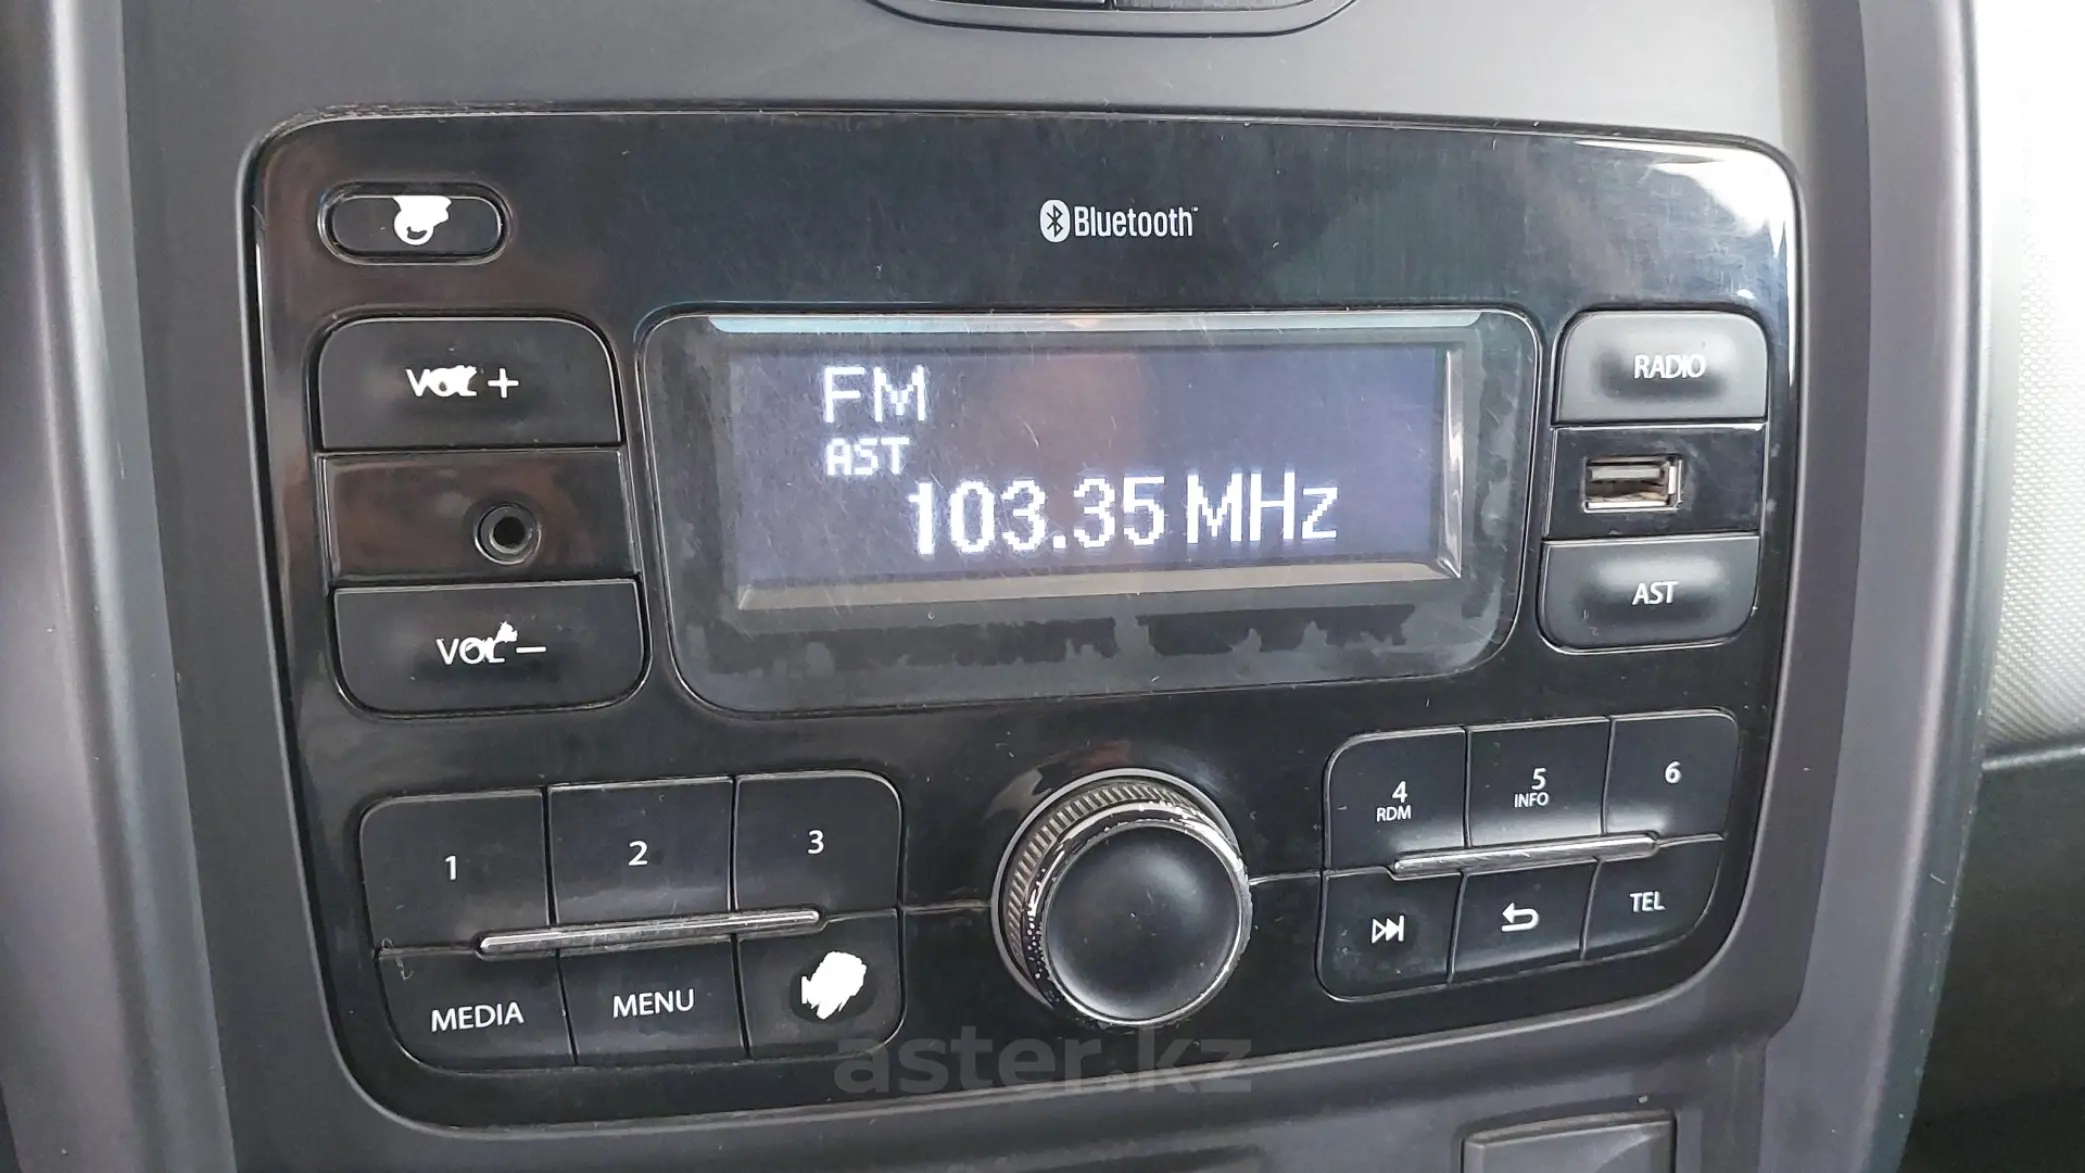 Bluetooth
VOL +
FM
AST
103.35 MHz
RADIO
AST
VOL –
1
2
3
4
RDM
5
INFO
6
MEDIA
MENU
TEL
aster.kz